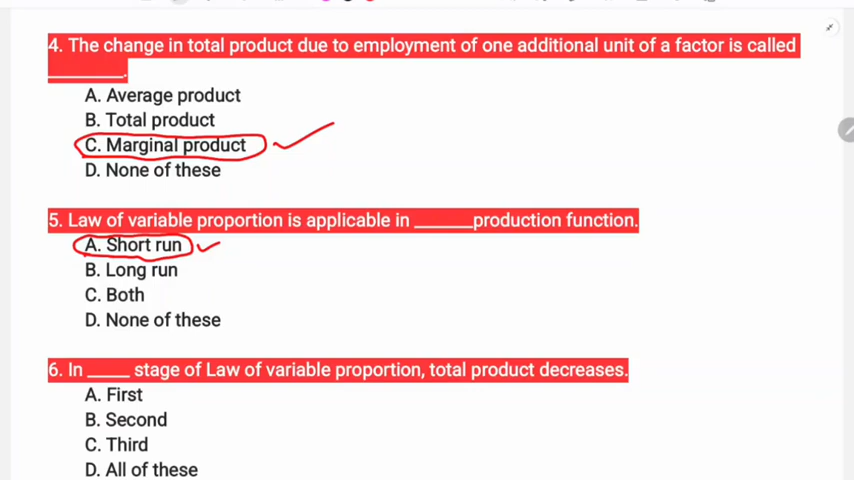 4. The change in total product due to employment of one additional unit of a factor is called
________.
A. Average product
B. Total product
C. Marginal product
D. None of these
5. Law of variable proportion is applicable in ______production function.
A. Short run
B. Long run
C. Both
D. None of these
6. In ____ stage of Law of variable proportion, total product decreases.
A. First
B. Second
C. Third
D. All of these